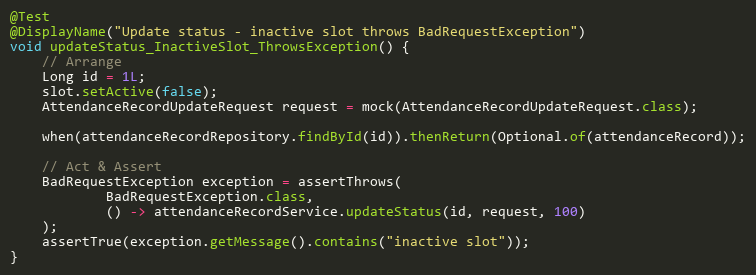 @Test
@DisplayName("Update status - inactive slot throws BadRequestException")
void updateStatus_InactiveSlot_ThrowsException() {
    // Arrange
    Long id = 1L;
    slot.setActive(false);
    AttendanceRecordUpdateRequest request = mock(AttendanceRecordUpdateRequest.class);

    when(attendanceRecordRepository.findById(id)).thenReturn(Optional.of(attendanceRecord));

    // Act & Assert
    BadRequestException exception = assertThrows(
            BadRequestException.class,
            () -> attendanceRecordService.updateStatus(id, request, 100)
    );
    assertTrue(exception.getMessage().contains("inactive slot"));
}